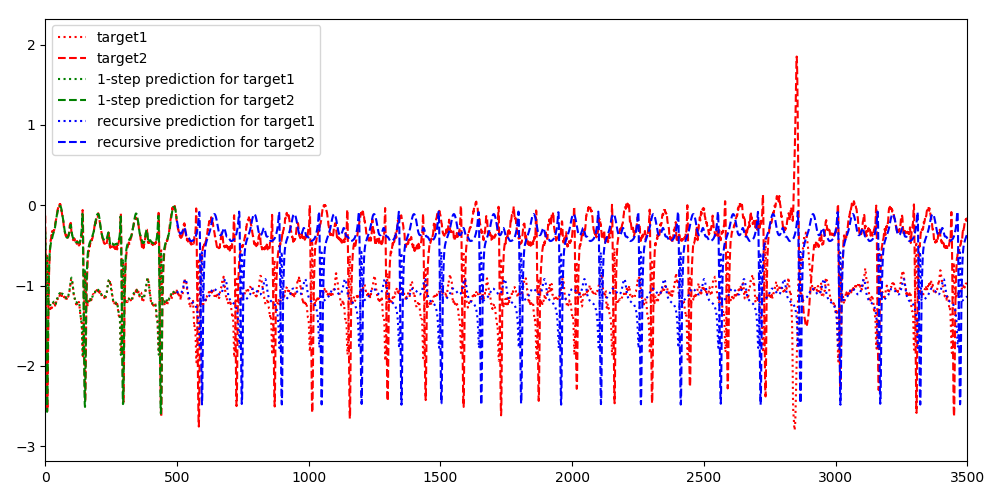 target1
target2
1-step prediction for target1
1-step prediction for target2
recursive prediction for target1
recursive prediction for target2
2
1
0
−1
−2
−3
0 500 1000 1500 2000 2500 3000 3500